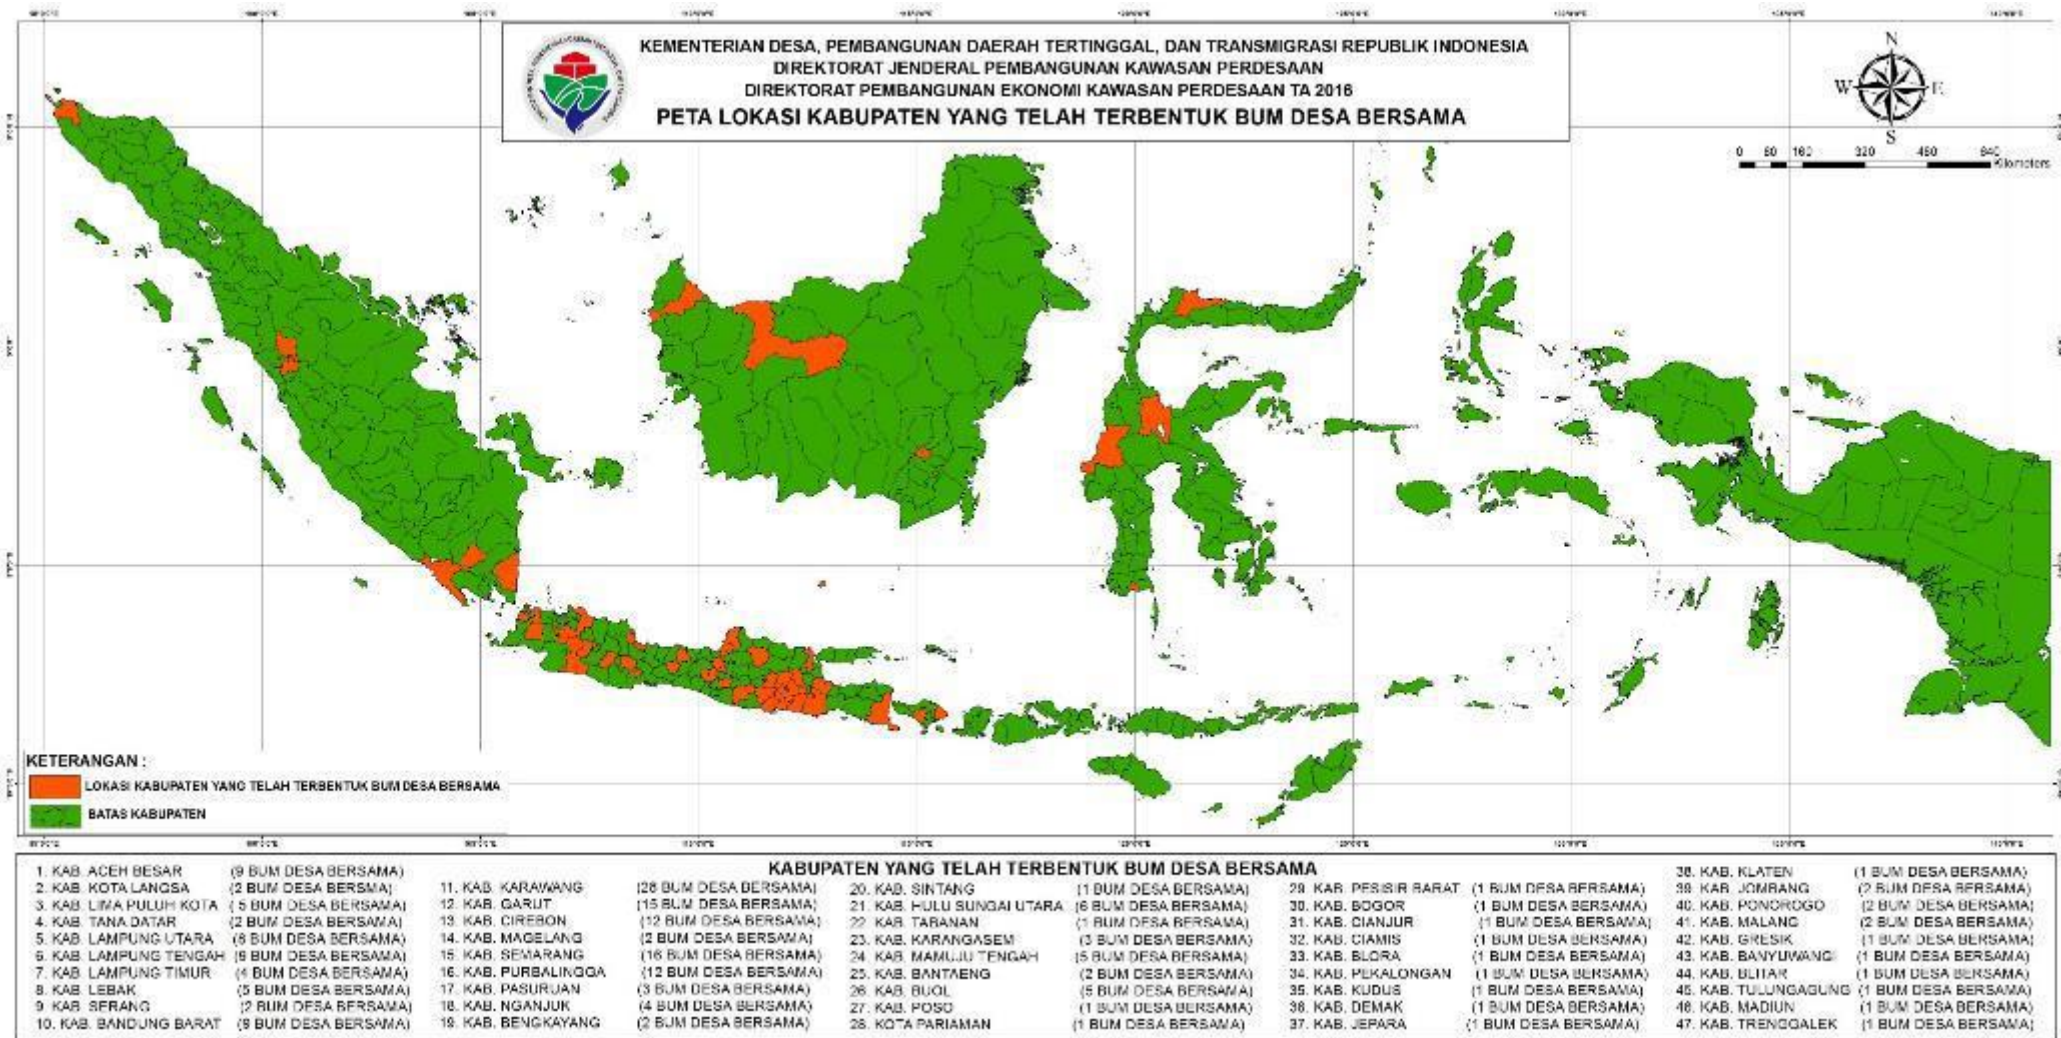 KEMENTERIAN DESA, PEMBANGUNAN DAERAH TERTINGGAL, DAN TRANSMIGRASI REPUBLIK INDONESIA
DIREKTORAT JENDERAL PEMBANGUNAN KAWASAN PERDESAAN
DIREKTORAT PEMBANGUNAN EKONOMI KAWASAN PERDESAAN TA 2016
PETA LOKASI KABUPATEN YANG TELAH TERBENTUK BUM DESA BERSAMA
N
W E
S
0 80 160 320 480 640
Kilometers
KETERANGAN :
LOKASI KABUPATEN YANG TELAH TERBENTUK BUM DESA BERSAMA
BATAS KABUPATEN
KABUPATEN YANG TELAH TERBENTUK BUM DESA BERSAMA
1. KAB. ACEH BESAR (9 BUM DESA BERSAMA)
2. KAB. KOTA LANGSA (2 BUM DESA BERSMA)
3. KAB. LIMA PULUH KOTA ( 5 BUM DESA BERSAMA)
4. KAB. TANA DATAR (2 BUM DESA BERSAMA)
5. KAB. LAMPUNG UTARA (8 BUM DESA BERSAMA)
6. KAB. LAMPUNG TENGAH (8 BUM DESA BERSAMA)
7. KAB. LAMPUNG TIMUR (4 BUM DESA BERSAMA)
8. KAB. LEBAK (5 BUM DESA BERSAMA)
9. KAB. SERANG (2 BUM DESA BERSAMA)
10. KAB. BANDUNG BARAT (9 BUM DESA BERSAMA)
11. KAB. KARAWANG (28 BUM DESA BERSAMA)
12. KAB. GARUT (15 BUM DESA BERSAMA)
13. KAB. CIREBON (12 BUM DESA BERSAMA)
14. KAB. MAGELANG (2 BUM DESA BERSAMA)
15. KAB. SEMARANG (16 BUM DESA BERSAMA)
16. KAB. PURBALINGGA (12 BUM DESA BERSAMA)
17. KAB. PASURUAN (3 BUM DESA BERSAMA)
18. KAB. NGANJUK (4 BUM DESA BERSAMA)
19. KAB. BENGKAYANG (2 BUM DESA BERSAMA)
20. KAB. SINTANG (1 BUM DESA BERSAMA)
21. KAB. HULU SUNGAI UTARA (6 BUM DESA BERSAMA)
22. KAB. TABANAN (1 BUM DESA BERSAMA)
23. KAB. KARANGASEM (3 BUM DESA BERSAMA)
24. KAB. MAMUJU TENGAH (5 BUM DESA BERSAMA)
25. KAB. BANTAENG (2 BUM DESA BERSAMA)
26. KAB. BUOL (5 BUM DESA BERSAMA)
27. KAB. POSO (1 BUM DESA BERSAMA)
28. KOTA PARIAMAN (1 BUM DESA BERSAMA)
29. KAB. PESISIR BARAT (1 BUM DESA BERSAMA)
30. KAB. BOGOR (1 BUM DESA BERSAMA)
31. KAB. CIANJUR (1 BUM DESA BERSAMA)
32. KAB. CIAMIS (1 BUM DESA BERSAMA)
33. KAB. BLORA (1 BUM DESA BERSAMA)
34. KAB. PEKALONGAN (1 BUM DESA BERSAMA)
35. KAB. KUDUS (1 BUM DESA BERSAMA)
36. KAB. DEMAK (1 BUM DESA BERSAMA)
37. KAB. JEPARA (1 BUM DESA BERSAMA)
38. KAB. KLATEN (1 BUM DESA BERSAMA)
39. KAB. JOMBANG (2 BUM DESA BERSAMA)
40. KAB. PONOROGO (2 BUM DESA BERSAMA)
41. KAB. MALANG (2 BUM DESA BERSAMA)
42. KAB. GRESIK (1 BUM DESA BERSAMA)
43. KAB. BANYUWANGI (1 BUM DESA BERSAMA)
44. KAB. BLITAR (1 BUM DESA BERSAMA)
45. KAB. TULUNGAGUNG (1 BUM DESA BERSAMA)
46. KAB. MADIUN (1 BUM DESA BERSAMA)
47. KAB. TRENGGALEK (1 BUM DESA BERSAMA)